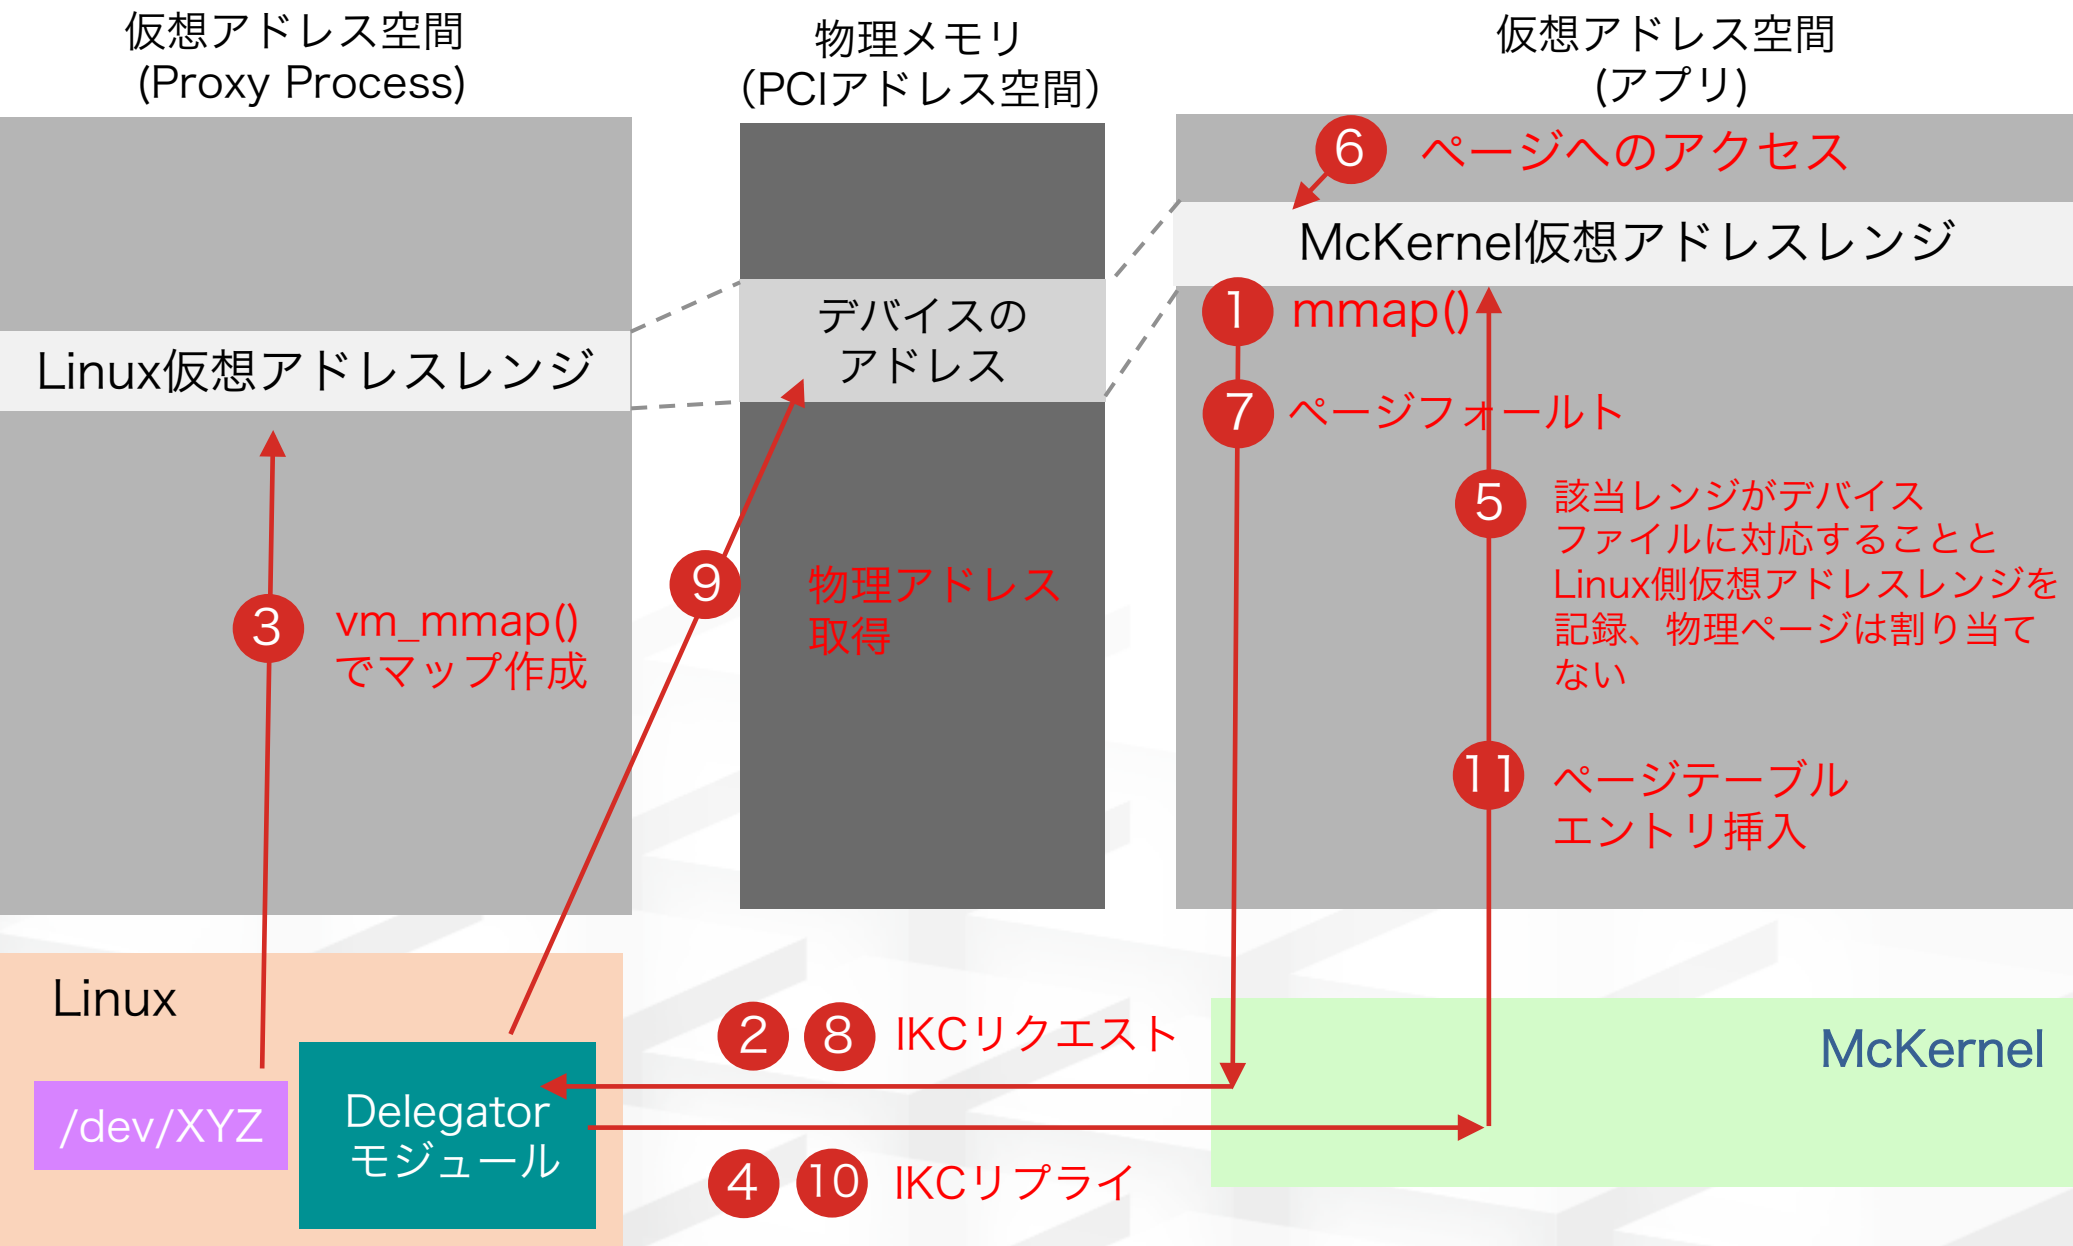 仮想アドレス空間
(Proxy Process)
物理メモリ
（PCIアドレス空間）
仮想アドレス空間
(アプリ)
6 ページへのアクセス
McKernel仮想アドレスレンジ
1 mmap()
デバイスの
アドレス
Linux仮想アドレスレンジ
7 ページフォールト
5 該当レンジがデバイス
ファイルに対応することと
Linux側仮想アドレスレンジを
記録、物理ページは割り当て
ない
9 物理アドレス
取得
3 vm_mmap()
でマップ作成
11 ページテーブル
エントリ挿入
Linux
2 8 IKCリクエスト
McKernel
/dev/XYZ
Delegator
モジュール
4 10 IKCリプライ